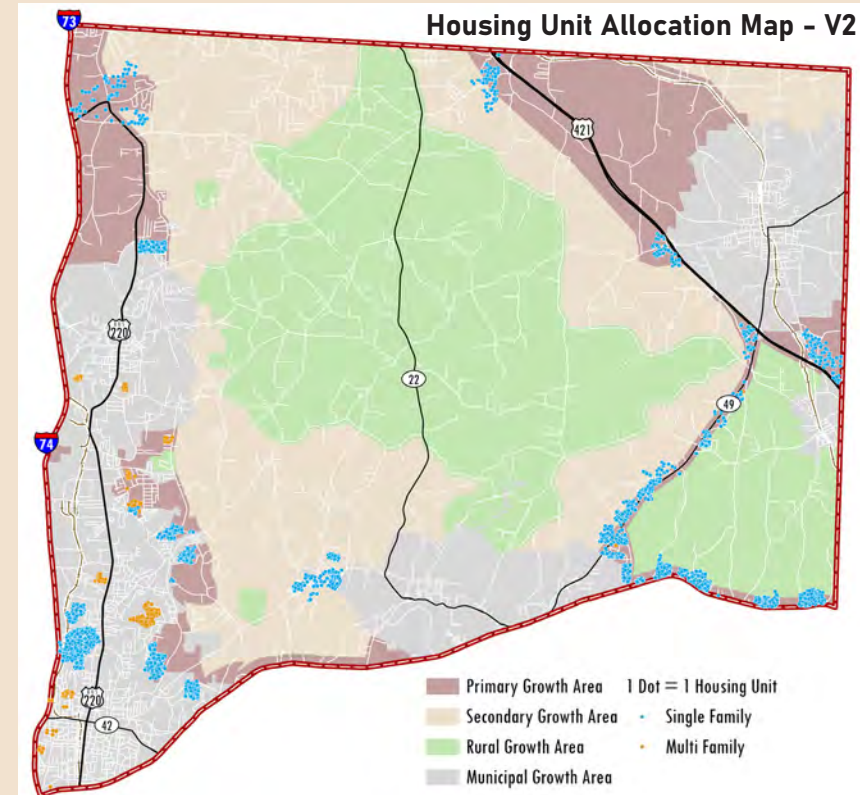 Housing Unit Allocation Map - V2
73
421
220
22
49
74
220
42
Primary Growth Area 1 Dot = 1 Housing Unit
Secondary Growth Area Single Family
Rural Growth Area Multi Family
Municipal Growth Area